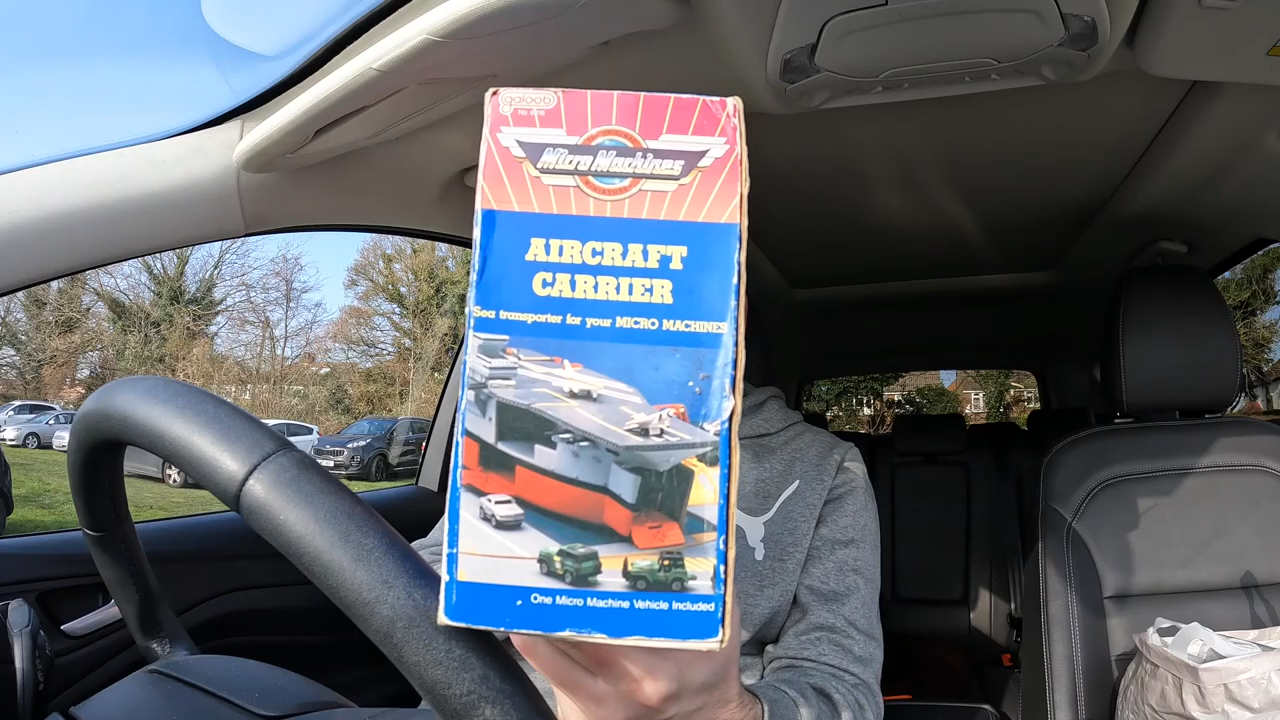 galoob
Micro Machines
AIRCRAFT
CARRIER
Sea transporter for your MICRO MACHINES
One Micro Machine Vehicle Included